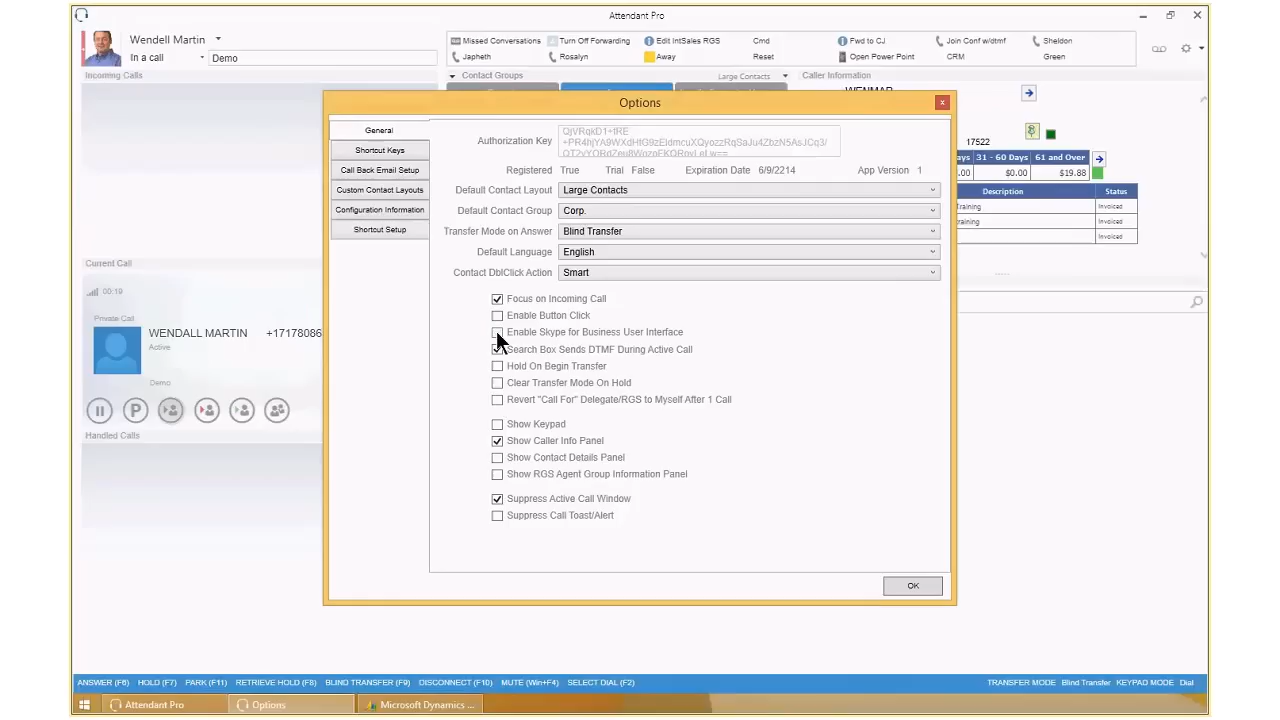 Attendant Pro
Wendell Martin
In a call
Demo
Missed Conversations
Turn Off Forwarding
Edit IntSales RGS
Cmd
Fwd to CJ
Join Conf w/dtmf
Sheldon
Japheth
Rosalyn
Away
Reset
Open Power Point
CRM
Green
Incoming Calls
Contact Groups
Large Contacts
Caller Information
WENMAR
17522
31 - 60 Days
61 and Over
$0.00
$19.88
Description
Status
Invoiced
Invoiced
Invoiced
Current Call
00:19
Private Call
WENDALL MARTIN
+17178086
Active
Demo
Handled Calls
Options
General
Shortcut Keys
Call Back Email Setup
Custom Contact Layouts
Configuration Information
Shortcut Setup
Authorization Key
QjVRqkD1+tRE
Registered True Trial False Expiration Date 6/9/2214 App Version 1
Default Contact Layout Large Contacts
Default Contact Group Corp.
Transfer Mode on Answer Blind Transfer
Default Language English
Contact DblClick Action Smart
Focus on Incoming Call
Enable Button Click
Enable Skype for Business User Interface
Search Box Sends DTMF During Active Call
Hold On Begin Transfer
Clear Transfer Mode On Hold
Revert "Call For" Delegate/RGS to Myself After 1 Call
Show Keypad
Show Caller Info Panel
Show Contact Details Panel
Show RGS Agent Group Information Panel
Suppress Active Call Window
Suppress Call Toast/Alert
OK
ANSWER (F6) HOLD (F7) PARK (F11) RETRIEVE HOLD (F8) BLIND TRANSFER (F9) DISCONNECT (F10) MUTE (Win+F4) SELECT DIAL (F2) TRANSFER MODE Blind Transfer KEYPAD MODE Dial
Attendant Pro
Options
Microsoft Dynamics ...